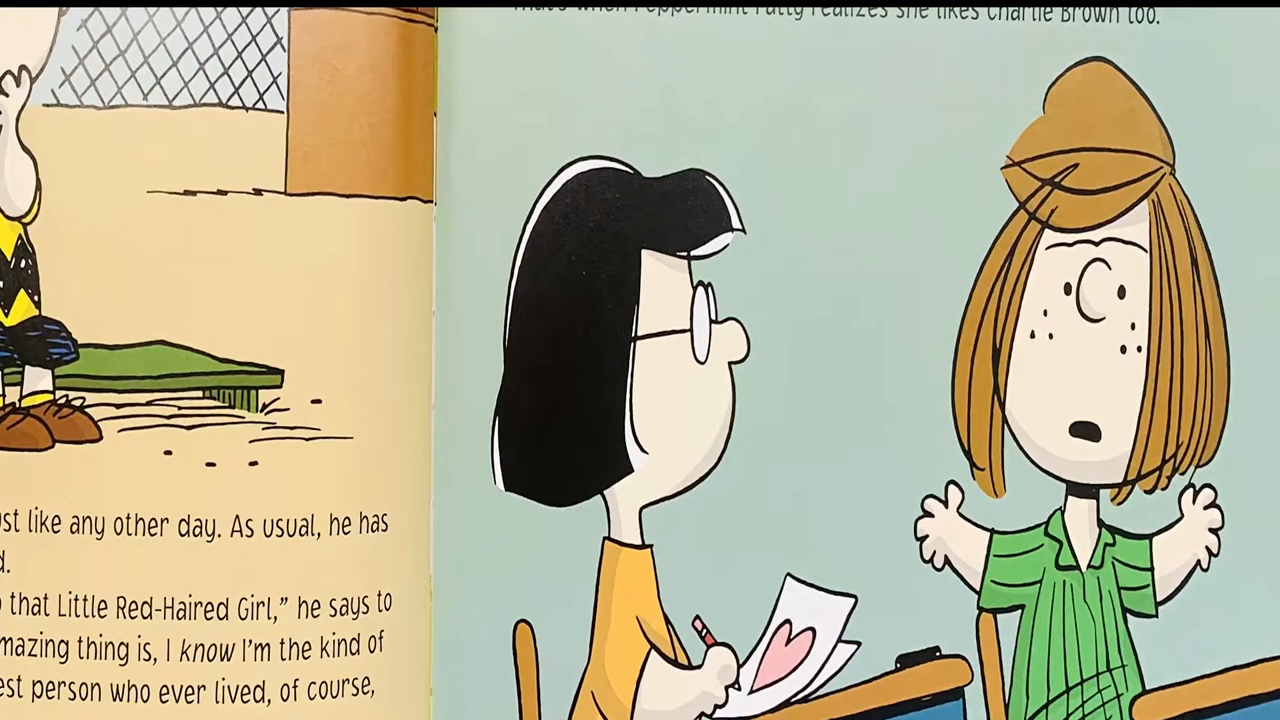 That's when Peppermint Patty realizes she likes Charlie Brown too.
ust like any other day. As usual, he has
d.
that Little Red-Haired Girl," he says to
mazing thing is, I know I'm the kind of
est person who ever lived, of course,